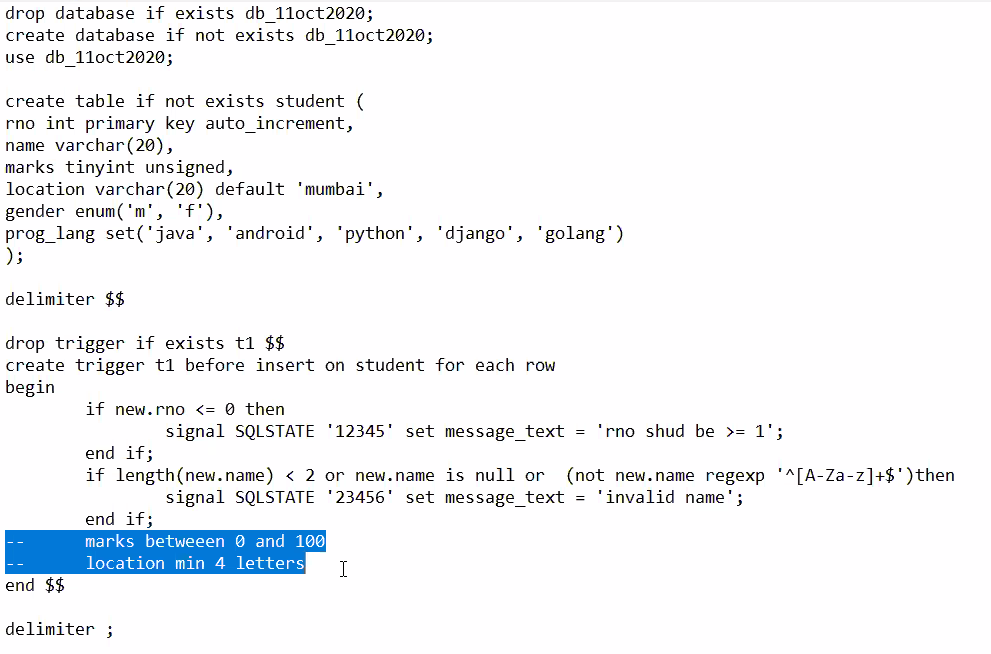 drop database if exists db_11oct2020;
create database if not exists db_11oct2020;
use db_11oct2020;
create table if not exists student (
rno int primary key auto_increment,
name varchar(20),
marks tinyint unsigned,
location varchar(20) default 'mumbai',
gender enum('m', 'f'),
prog_lang set('java', 'android', 'python', 'django', 'golang')
);
delimiter $$
drop trigger if exists t1 $$
create trigger t1 before insert on student for each row
begin
if new.rno <= 0 then
signal SQLSTATE '12345' set message_text = 'rno shud be >= 1';
end if;
if length(new.name) < 2 or new.name is null or  (not new.name regexp '^[A-Za-z]+$')then
signal SQLSTATE '23456' set message_text = 'invalid name';
end if;
-- marks betweeen 0 and 100
-- location min 4 letters
end $$
delimiter ;